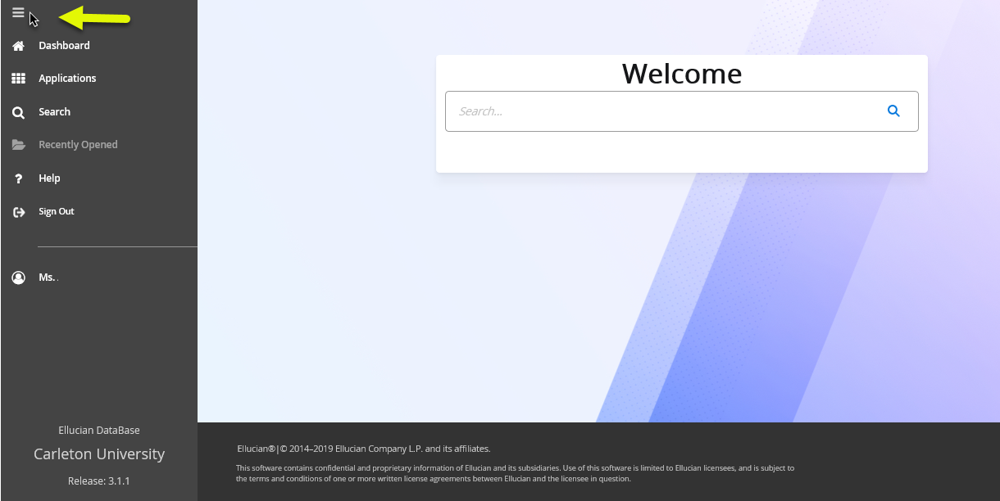 Dashboard
Applications
Search
Recently Opened
Help
Sign Out
Ms. .
Ellucian DataBase
Carleton University
Release: 3.1.1
Welcome
Search...
Ellucian®|© 2014–2019 Ellucian Company L.P. and its affiliates.
This software contains confidential and proprietary information of Ellucian and its subsidiaries. Use of this software is limited to Ellucian licensees, and is subject to
the terms and conditions of one or more written license agreements between Ellucian and the licensee in question.